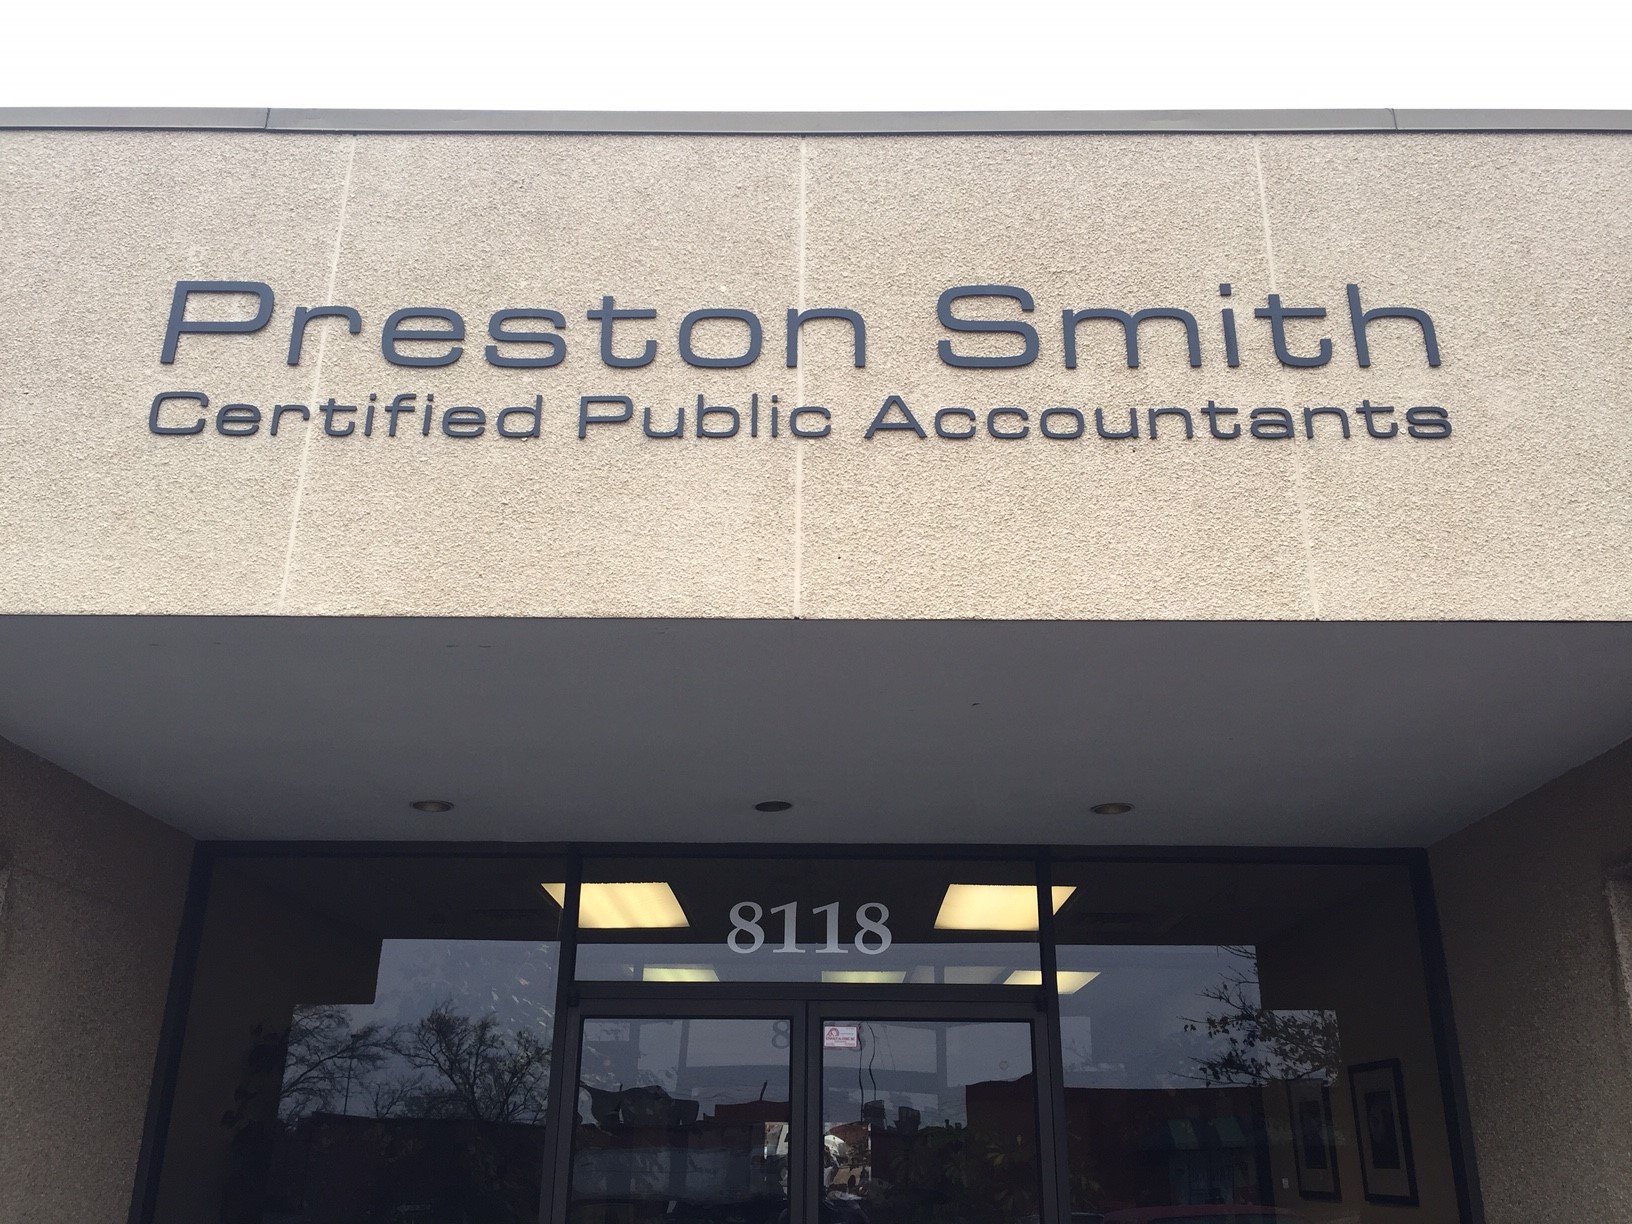 Preston Smith
Certified Public Accountants
8118